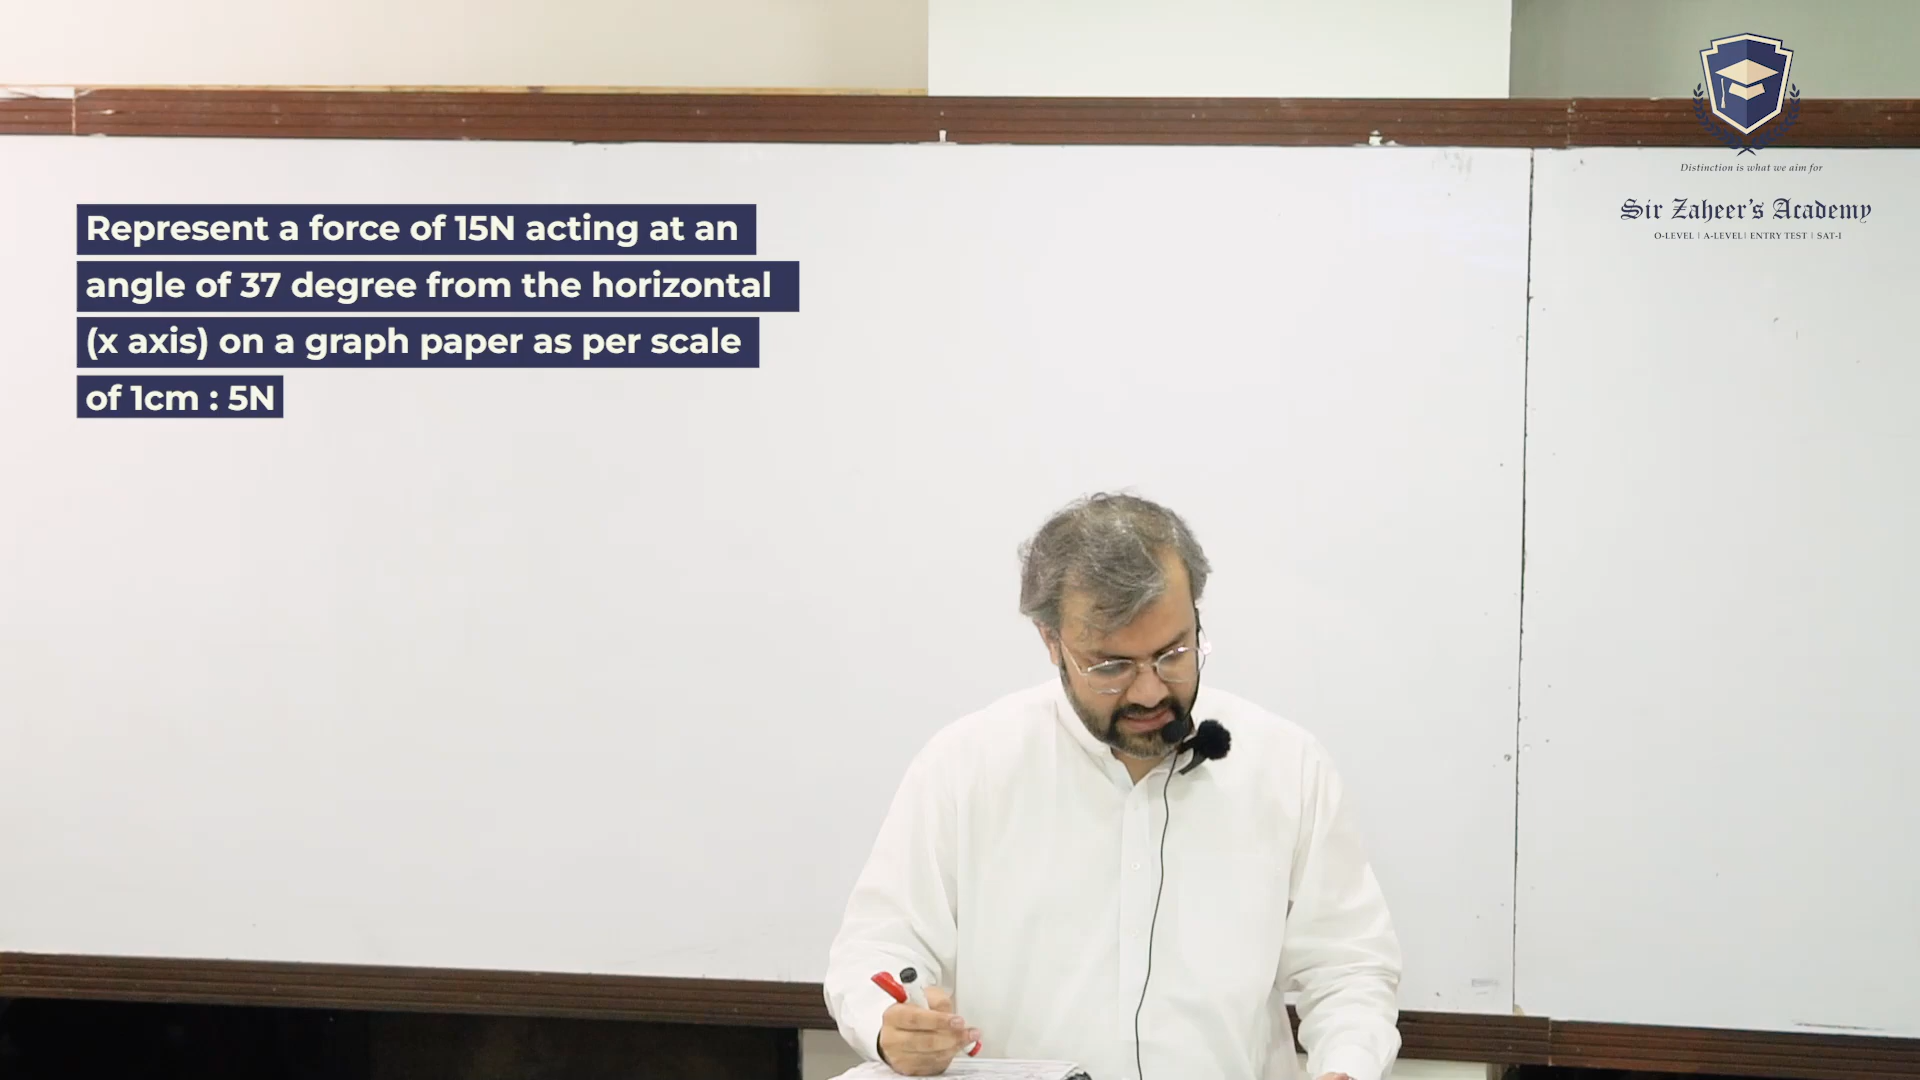 Represent a force of 15N acting at an
angle of 37 degree from the horizontal
(x axis) on a graph paper as per scale
of 1cm : 5N
Distinction is what we aim for
Sir Zaheer's Academy
O-LEVEL | A-LEVEL| ENTRY TEST | SAT-I